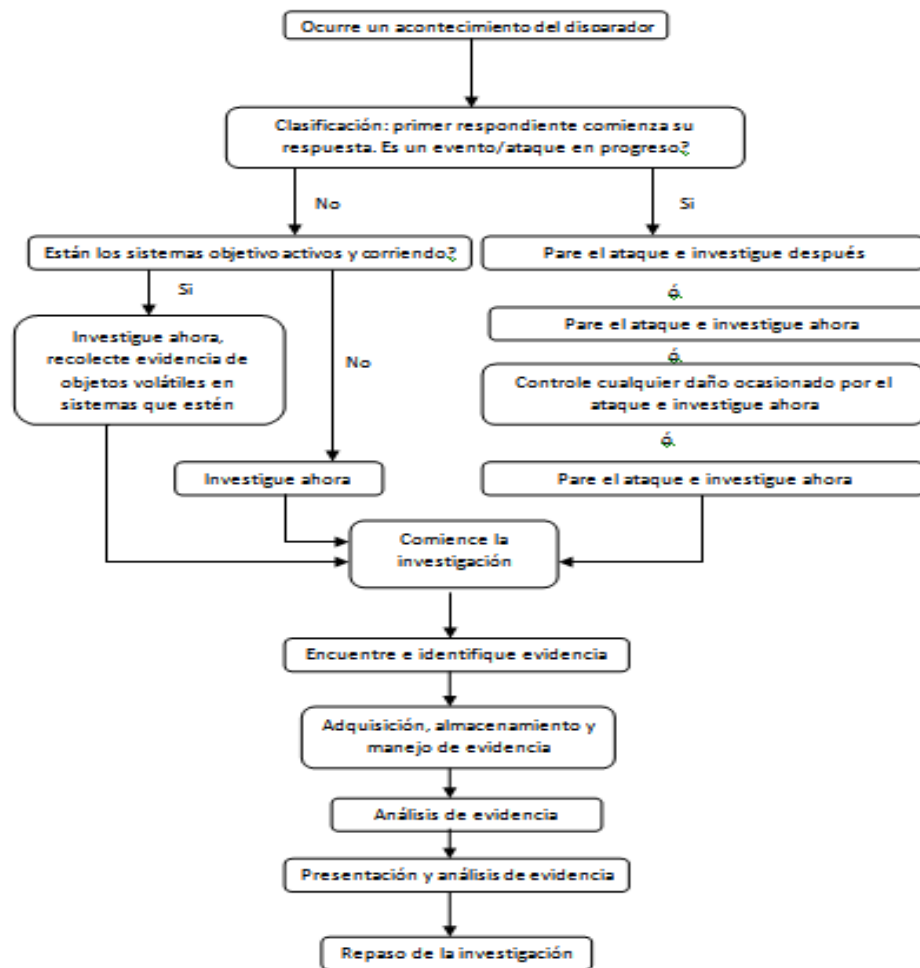 Ocurre un acontecimiento del disparador
Clasificación: primer respondiente comienza su
respuesta. Es un evento/ataque en progreso?
No
Si
Están los sistemas objetivo activos y corriendo?
Pare el ataque e investigue después
Si
ó
Investigue ahora,
recolecte evidencia de
objetos volátiles en
sistemas que estén
No
Pare el ataque e investigue ahora
ó
Controle cualquier daño ocasionado por el
ataque e investigue ahora
ó
Investigue ahora
Pare el ataque e investigue ahora
Comience la
investigación
Encuentre e identifique evidencia
Adquisición, almacenamiento y
manejo de evidencia
Análisis de evidencia
Presentación y análisis de evidencia
Repaso de la investigación